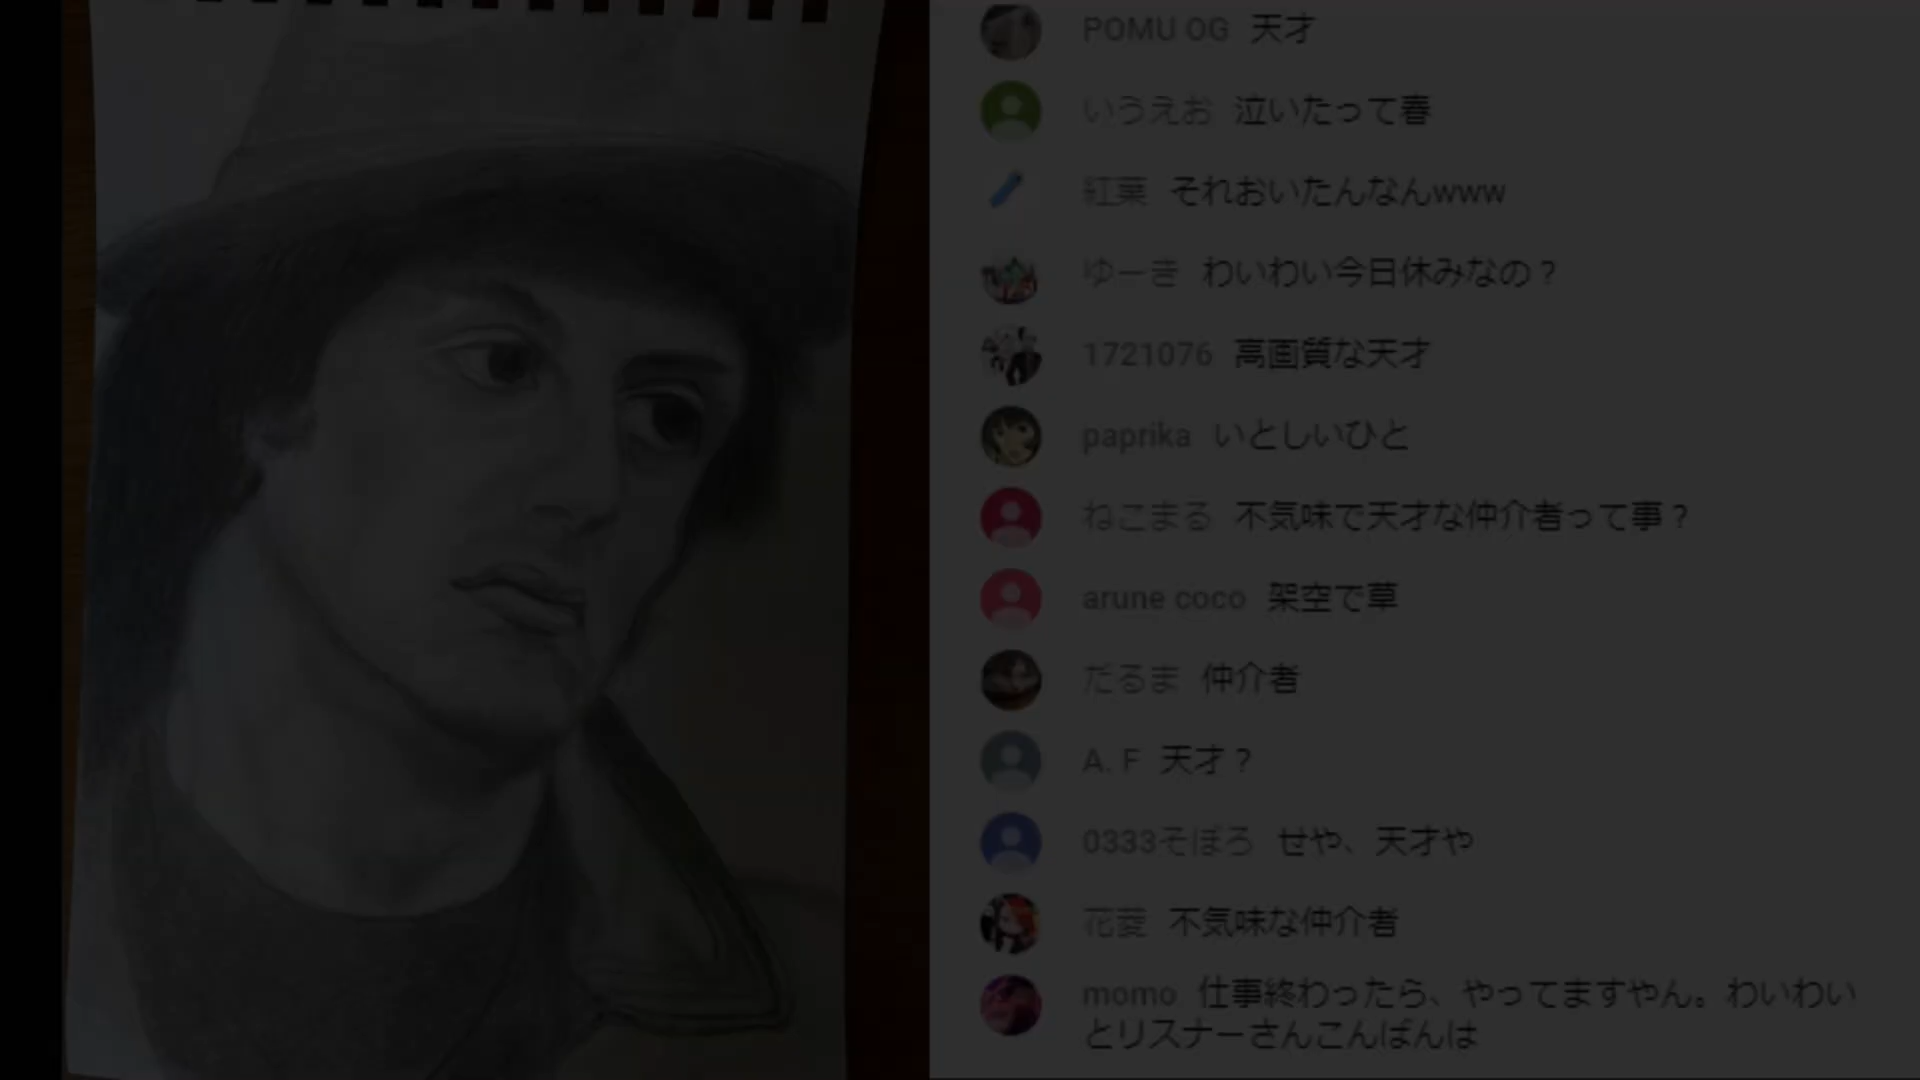 POMU OG 天才
いうえお 泣いたって春
紅葉 それおいたんなんwww
ゆーき わいわい今日休みなの？
1721076 高画質な天才
paprika いとしいひと
ねこまる 不気味で天才な仲介者って事？
arune coco 架空で草
だるま 仲介者
A. F 天才？
0333そぼろ せや、天才や
花菱 不気味な仲介者
momo 仕事終わったら、やってますやん。わいわい
とリスナーさんこんばんは